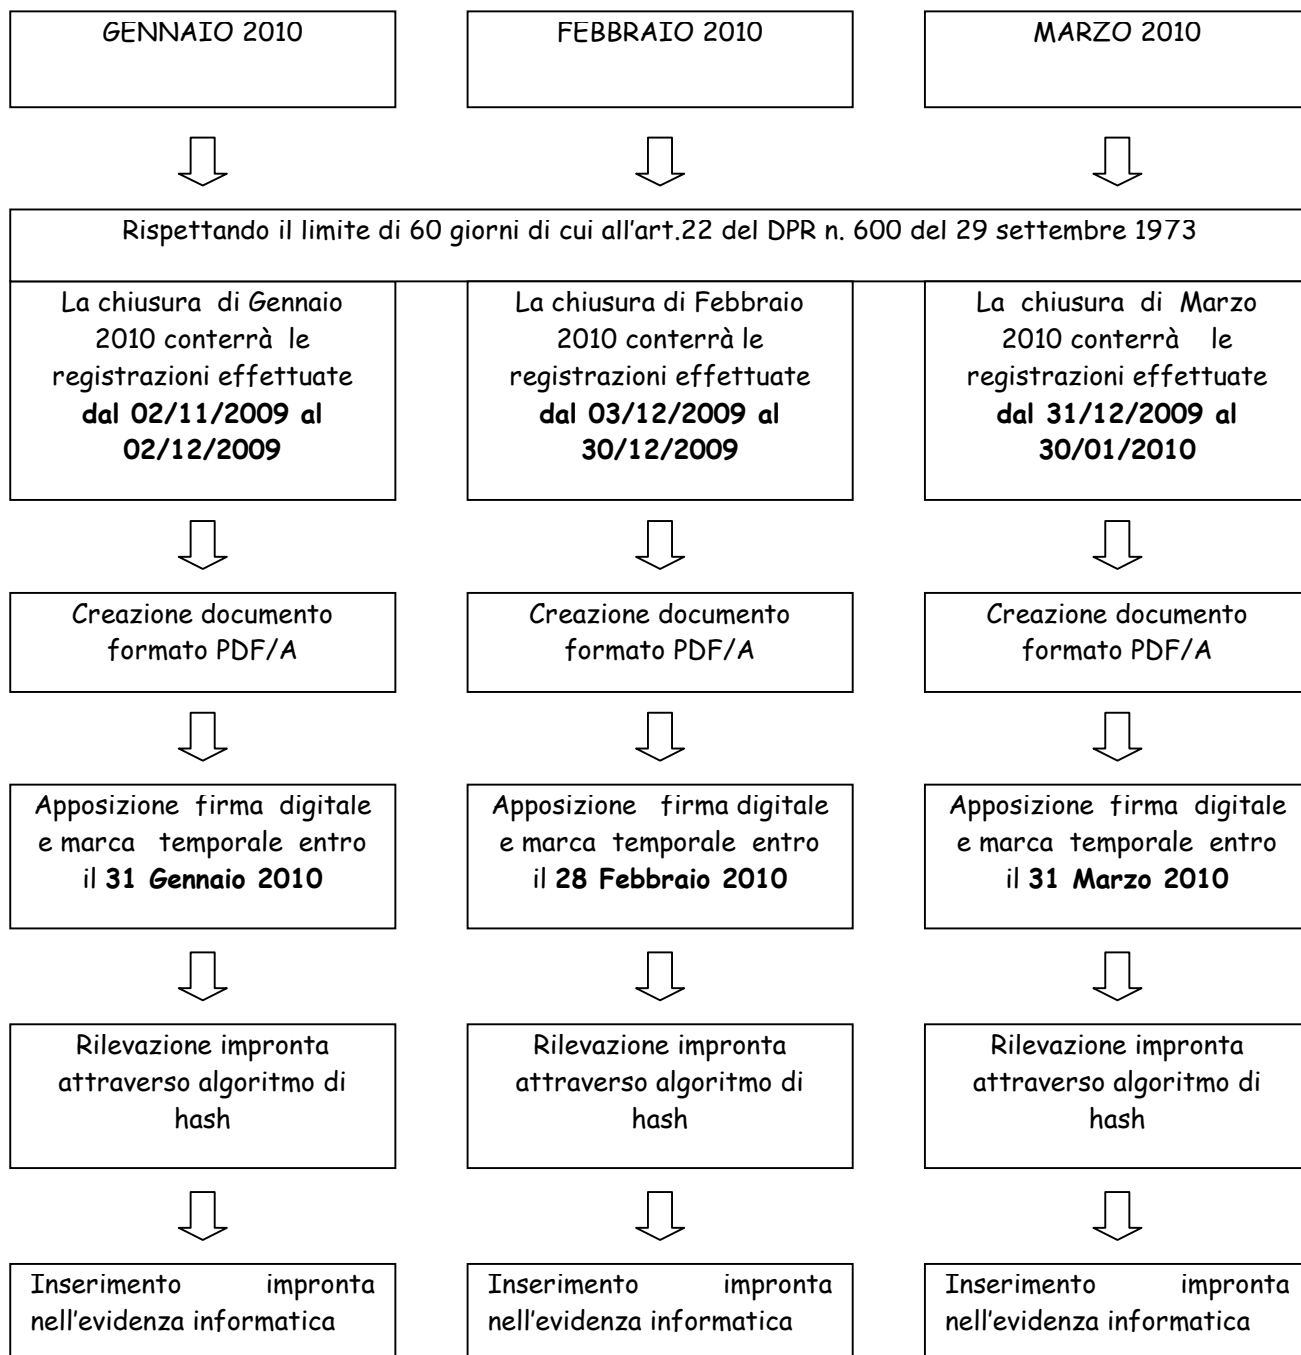 GENNAIO 2010
FEBBRAIO 2010
MARZO 2010
Rispettando il limite di 60 giorni di cui all'art.22 del DPR n. 600 del 29 settembre 1973
La chiusura di Gennaio
2010 conterrà le
registrazioni effettuate
dal 02/11/2009 al
02/12/2009
La chiusura di Febbraio
2010 conterrà le
registrazioni effettuate
dal 03/12/2009 al
30/12/2009
La chiusura di Marzo
2010 conterrà le
registrazioni effettuate
dal 31/12/2009 al
30/01/2010
Creazione documento
formato PDF/A
Creazione documento
formato PDF/A
Creazione documento
formato PDF/A
Apposizione firma digitale
e marca temporale entro
il 31 Gennaio 2010
Apposizione firma digitale
e marca temporale entro
il 28 Febbraio 2010
Apposizione firma digitale
e marca temporale entro
il 31 Marzo 2010
Rilevazione impronta
attraverso algoritmo di
hash
Rilevazione impronta
attraverso algoritmo di
hash
Rilevazione impronta
attraverso algoritmo di
hash
Inserimento impronta
nell'evidenza informatica
Inserimento impronta
nell'evidenza informatica
Inserimento impronta
nell'evidenza informatica